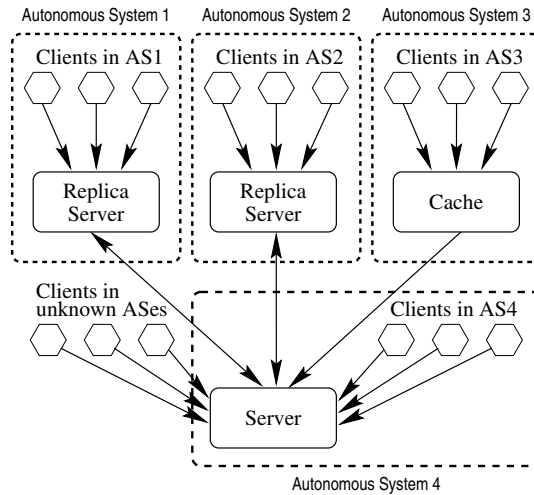 Autonomous System 1
Autonomous System 2
Autonomous System 3
Clients in AS1
Clients in AS2
Clients in AS3
Replica
Server
Replica
Server
Cache
Clients in
unknown ASes
Clients in AS4
Server
Autonomous System 4